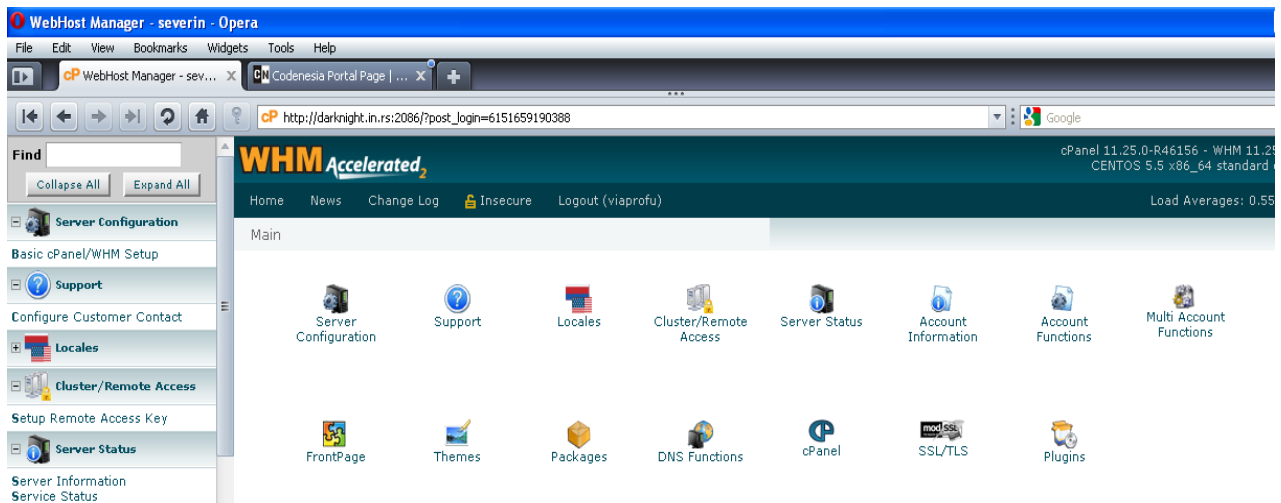 WebHost Manager - severin - Opera
File Edit View Bookmarks Widgets Tools Help
cP WebHost Manager - sev... X CN Codenesia Portal Page | ... X
cP http://darknight.in.rs:2086/?post_login=6151659190388 Google
Find
Collapse All Expand All
Server Configuration
Basic cPanel/WHM Setup
Support
Configure Customer Contact
Locales
Cluster/Remote Access
Setup Remote Access Key
Server Status
Server Information
Service Status
WHM Accelerated2
cPanel 11.25.0-R46156 - WHM 11.25
CENTOS 5.5 x86_64 standard
Home News Change Log Insecure Logout (viaprofu) Load Averages: 0.55
Main
Server Configuration
Support
Locales
Cluster/Remote Access
Server Status
Account Information
Account Functions
Multi Account Functions
FrontPage
Themes
Packages
DNS Functions
cPanel
mod_SSL
SSL/TLS
Plugins